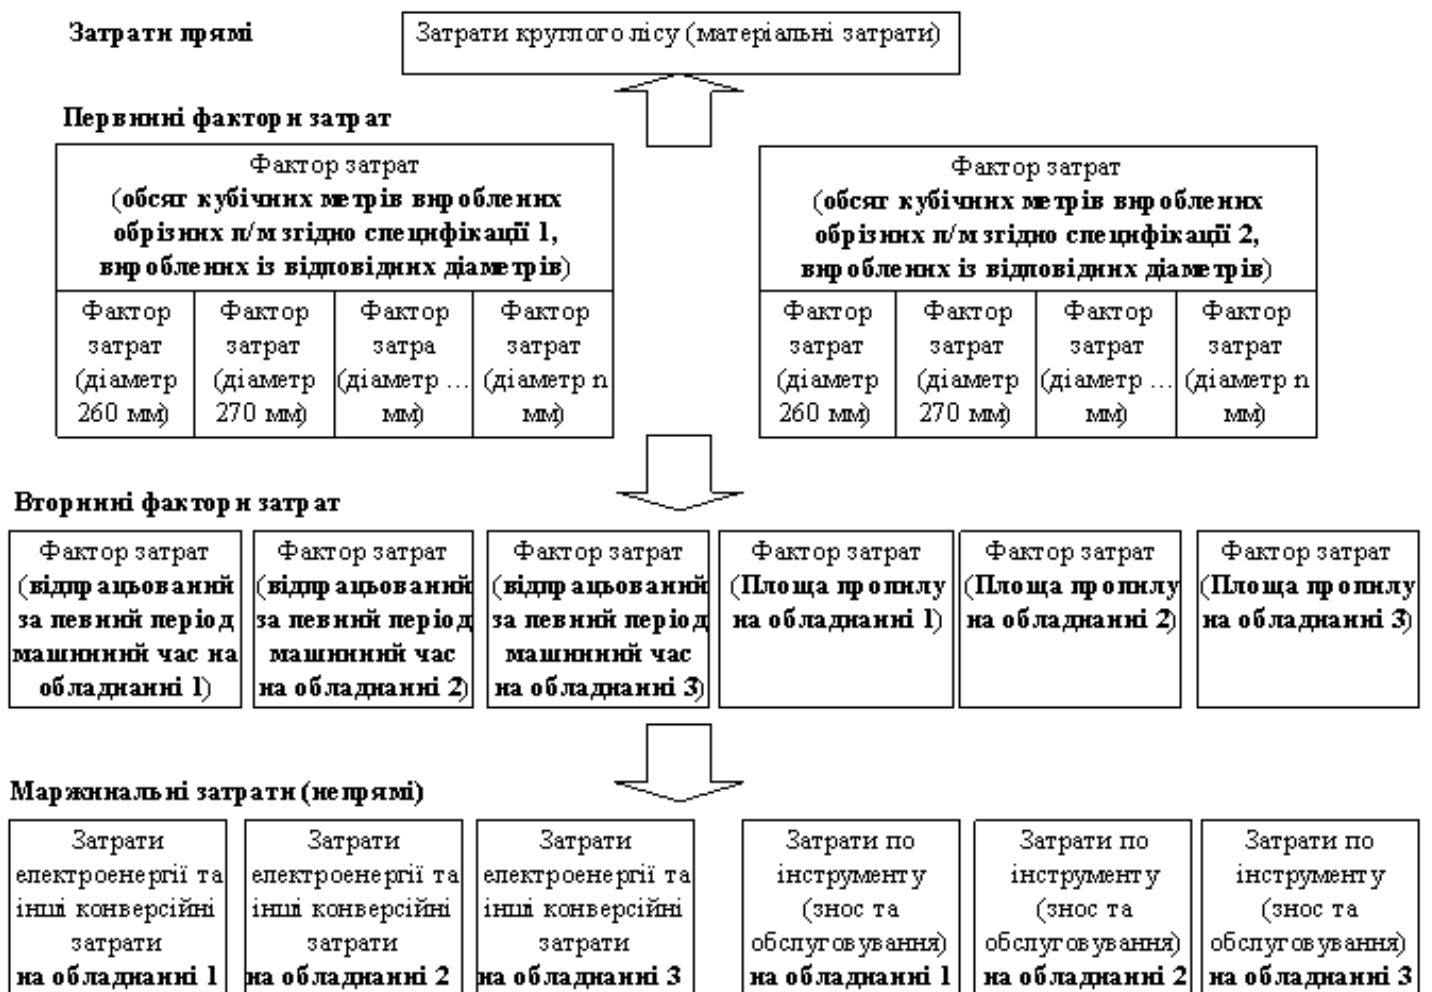 Затрати прямі
Затрати круглого лісу (матеріальні затрати)
Первинні фактори затрат
Фактор затрат
(обсяг кубічних метрів вироблених
обрізних п/м згідно специфікації 1,
вироблених із відповідних діаметрів)
Фактор
затрат
(діаметр
260 мм)
Фактор
затрат
(діаметр
270 мм)
Фактор
затра
(діаметр ...
мм)
Фактор
затрат
(діаметр n
мм)
Фактор затрат
(обсяг кубічних метрів вироблених
обрізних п/м згідно специфікації 2,
вироблених із відповідних діаметрів)
Фактор
затрат
(діаметр
260 мм)
Фактор
затрат
(діаметр
270 мм)
Фактор
затрат
(діаметр ...
мм)
Фактор
затрат
(діаметр n
мм)
Вторинні фактори затрат
Фактор затрат
(відпрацьований
за певний період
машинний час на
обладнанні 1)
Фактор затрат
(відпрацьований
за певний період
машинний час
на обладнанні 2)
Фактор затрат
(відпрацьований
за певний період
машинний час
на обладнанні 3)
Фактор затрат
(Площа пропилу
на обладнанні 1)
Фактор затрат
(Площа пропилу
на обладнанні 2)
Фактор затрат
(Площа пропилу
на обладнанні 3)
Маржинальні затрати (непрямі)
Затрати
електроенергії та
інші конверсійні
затрати
на обладнанні 1
Затрати
електроенергії та
інші конверсійні
затрати
на обладнанні 2
Затрати
електроенергії та
інші конверсійні
затрати
на обладнанні 3
Затрати по
інструменту
(знос та
обслуговування)
на обладнанні 1
Затрати по
інструменту
(знос та
обслуговування)
на обладнанні 2
Затрати по
інструменту
(знос та
обслуговування)
на обладнанні 3